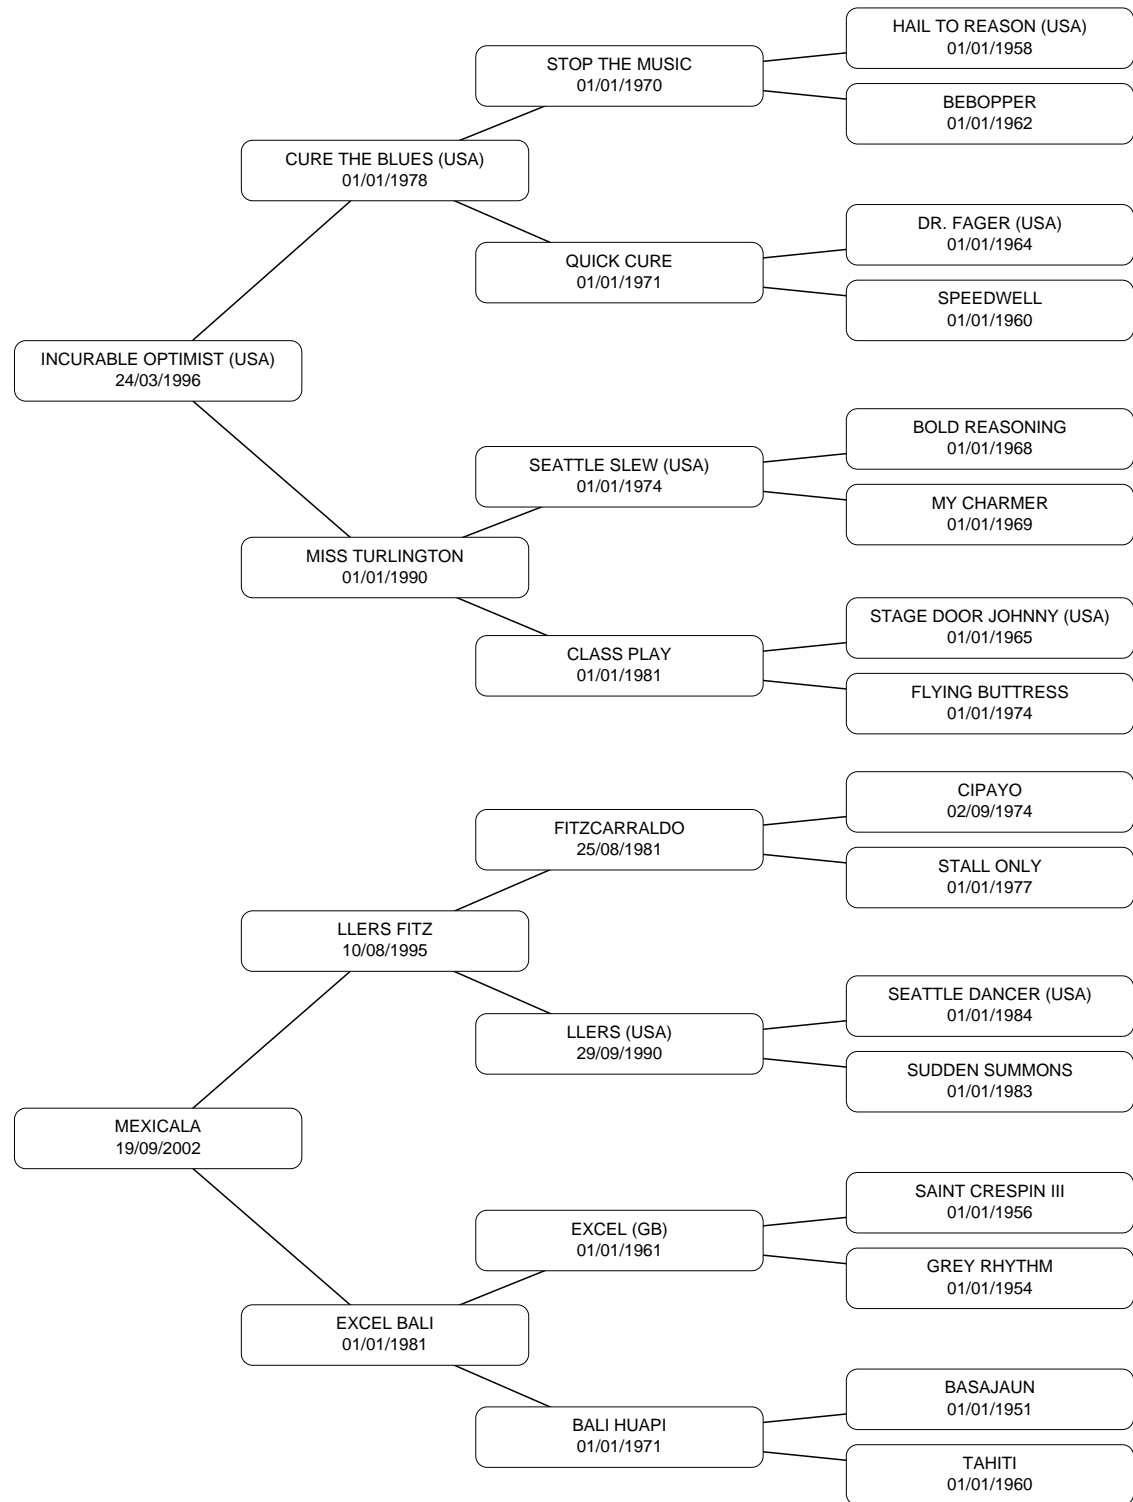 HAIL TO REASON (USA)
01/01/1958
STOP THE MUSIC
01/01/1970
BEBOPPER
01/01/1962
CURE THE BLUES (USA)
01/01/1978
DR. FAGER (USA)
01/01/1964
QUICK CURE
01/01/1971
SPEEDWELL
01/01/1960
INCURABLE OPTIMIST (USA)
24/03/1996
BOLD REASONING
01/01/1968
SEATTLE SLEW (USA)
01/01/1974
MY CHARMER
01/01/1969
MISS TURLINGTON
01/01/1990
STAGE DOOR JOHNNY (USA)
01/01/1965
CLASS PLAY
01/01/1981
FLYING BUTTRESS
01/01/1974
CIPAYO
02/09/1974
FITZCARRALDO
25/08/1981
STALL ONLY
01/01/1977
LLERS FITZ
10/08/1995
SEATTLE DANCER (USA)
01/01/1984
LLERS (USA)
29/09/1990
SUDDEN SUMMONS
01/01/1983
MEXICALA
19/09/2002
SAINT CRESPIN III
01/01/1956
EXCEL (GB)
01/01/1961
GREY RHYTHM
01/01/1954
EXCEL BALI
01/01/1981
BASAJAUN
01/01/1951
BALI HUAPI
01/01/1971
TAHITI
01/01/1960